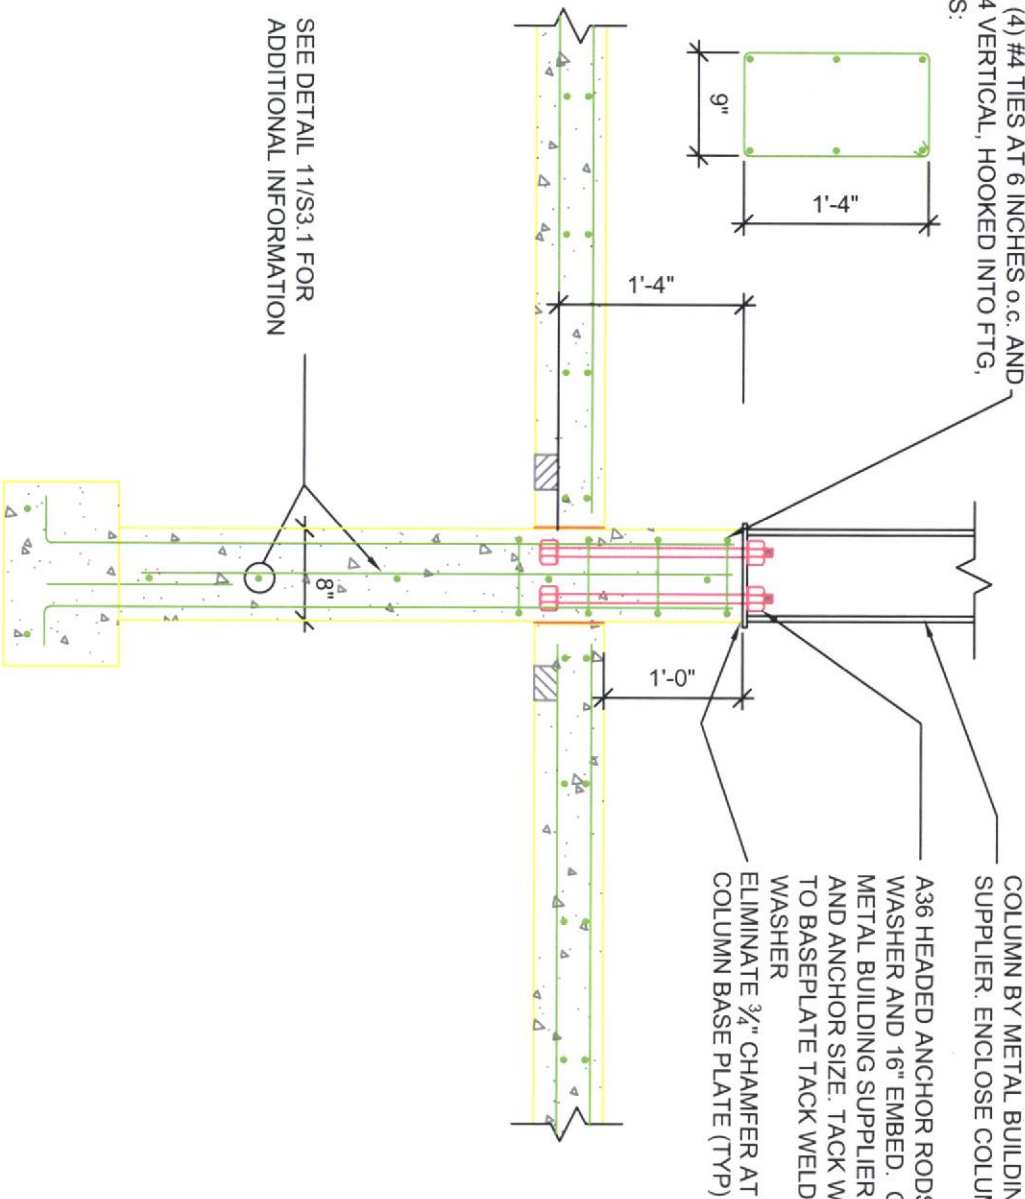 (4) #4 TIES AT 6 INCHES o.c. AND
4 VERTICAL, HOOKED INTO FTG,
S:
9"
1'-4"
1'-4"
SEE DETAIL 11/S3.1 FOR
ADDITIONAL INFORMATION
8"
1'-0"
COLUMN BY METAL BUILDIN
SUPPLIER. ENCLOSE COLU
A36 HEADED ANCHOR RODS
WASHER AND 16" EMBED.
METAL BUILDING SUPPLIER
AND ANCHOR SIZE. TACK W
TO BASEPLATE TACK WELD
WASHER
ELIMINATE ¾" CHAMFER AT
COLUMN BASE PLATE (TYP)